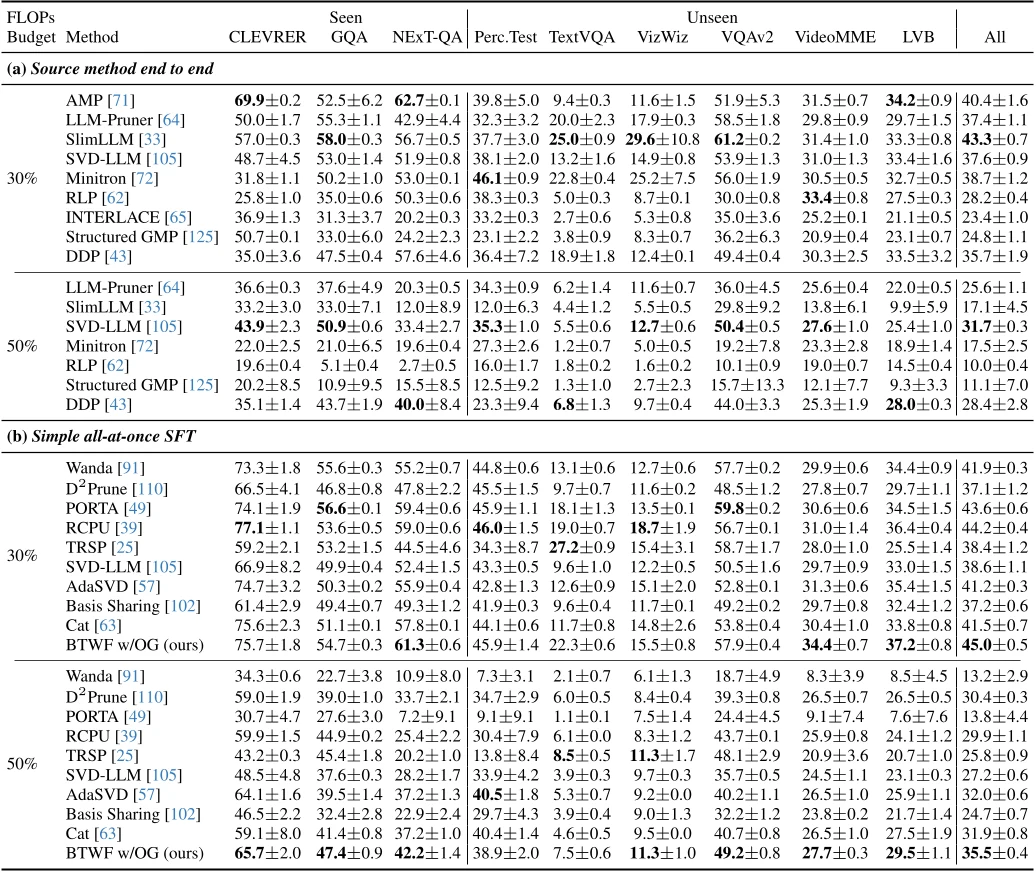 FLOPs Seen Unseen
Budget Method CLEVRER GQA NExT-QA Perc.Test TextVQA VizWiz VQAv2 VideoMME LVB All
(a) Source method end to end
AMP [71] 69.9±0.2 52.5±6.2 62.7±0.1 39.8±5.0 9.4±0.3 11.6±1.5 51.9±5.3 31.5±0.7 34.2±0.9 40.4±1.6
LLM-Pruner [64] 50.0±1.7 55.3±1.1 42.9±4.4 32.3±3.2 20.0±2.3 17.9±0.3 58.5±1.8 29.8±0.9 29.7±1.5 37.4±1.1
SlimLLM [33] 57.0±0.3 58.0±0.3 56.7±0.5 37.7±3.0 25.0±0.9 29.6±10.8 61.2±0.2 31.4±1.0 33.3±0.8 43.3±0.7
SVD-LLM [105] 48.7±4.5 53.0±1.4 51.9±0.8 38.1±2.0 13.2±1.6 14.9±0.8 53.9±1.3 31.0±1.3 33.4±1.6 37.6±0.9
30% Minitron [72] 31.8±1.1 50.2±1.0 53.0±0.1 46.1±0.9 22.8±0.4 25.2±7.5 56.0±1.9 30.5±0.5 32.7±0.5 38.7±1.2
RLP [62] 25.8±1.0 35.0±0.6 50.3±0.6 38.3±2.1 5.0±0.3 8.7±0.1 30.0±0.8 33.4±0.8 27.5±0.3 28.2±0.4
INTERLACE [65] 36.9±1.3 31.3±3.7 20.2±0.3 33.2±0.3 2.7±0.6 5.3±0.8 35.0±3.6 25.2±0.1 21.1±0.5 23.4±1.0
Structured GMP [125] 50.7±0.1 33.0±6.0 24.2±2.3 23.1±2.2 3.8±0.9 8.3±0.7 36.2±6.3 20.9±0.4 23.1±0.7 24.8±1.1
DDP [43] 35.0±3.6 47.5±0.4 57.6±4.6 36.4±7.2 18.9±1.8 12.4±0.1 49.4±0.4 30.3±2.5 33.5±3.2 35.7±1.9
LLM-Pruner [64] 36.6±0.3 37.6±4.9 20.3±0.5 34.3±0.9 6.2±1.4 11.6±0.7 36.0±4.5 25.6±0.4 22.0±0.5 25.6±1.1
SlimLLM [33] 33.2±3.0 33.0±7.1 12.0±8.9 12.0±6.3 4.4±1.2 5.5±0.5 29.8±9.2 13.8±6.1 9.9±5.9 17.1±4.5
SVD-LLM [105] 43.9±2.3 50.9±0.6 33.4±2.7 35.3±1.0 5.5±0.6 12.7±0.6 50.4±0.5 27.6±1.0 25.4±1.0 31.7±0.3
50% Minitron [72] 22.0±2.5 21.0±6.5 19.6±0.4 27.3±2.6 1.2±0.7 5.0±0.5 19.2±7.8 23.3±2.8 18.9±1.4 17.5±2.5
RLP [62] 19.6±0.4 5.1±0.4 2.7±0.5 16.0±1.7 1.8±0.2 1.6±0.2 10.1±0.9 19.0±0.7 14.5±0.4 10.0±0.4
Structured GMP [125] 20.2±8.5 10.9±9.5 15.5±8.5 12.5±9.2 1.3±1.0 2.7±2.3 15.7±13.3 12.1±7.7 9.3±3.3 11.1±7.0
DDP [43] 35.1±1.4 43.7±1.9 40.0±8.4 23.3±9.4 6.8±1.3 9.7±0.4 44.0±3.3 25.3±1.9 28.0±0.3 28.4±2.8
(b) Simple all-at-once SFT
Wanda [91] 73.3±1.8 55.6±0.3 55.2±0.7 44.8±0.6 13.1±0.6 12.7±0.6 57.7±0.2 29.9±0.6 34.4±0.9 41.9±0.3
D²Prune [110] 66.5±4.1 46.8±0.8 47.8±2.2 45.5±1.5 9.7±0.7 11.6±0.2 48.5±1.2 27.8±0.7 29.7±1.1 37.1±1.2
PORTA [49] 74.1±1.9 56.6±0.1 59.4±0.6 45.9±1.1 18.1±1.3 13.5±0.1 59.8±0.2 30.6±0.6 34.5±1.5 43.6±0.6
RCPU [39] 77.1±1.1 53.6±0.5 59.0±0.6 46.0±1.5 19.0±0.7 18.7±1.9 56.7±0.1 31.0±1.4 36.4±0.4 44.2±0.4
30% TRSP [25] 59.2±2.1 53.2±1.5 44.5±4.6 34.3±8.7 27.2±0.9 15.4±3.1 58.7±1.7 28.0±1.0 25.5±1.4 38.4±1.2
SVD-LLM [105] 66.9±8.2 49.9±0.4 52.4±1.5 43.3±0.5 9.6±1.0 12.2±0.5 50.5±1.6 29.7±0.9 33.0±1.5 38.6±1.1
AdaSVD [57] 74.7±3.2 50.3±0.2 55.9±0.4 42.8±1.3 12.6±0.9 15.1±2.0 52.8±0.1 31.3±0.6 35.4±1.5 41.2±0.3
Basis Sharing [102] 61.4±2.9 49.4±0.7 49.3±1.2 41.9±0.3 9.6±0.4 11.7±0.1 49.2±0.2 29.7±0.8 32.4±1.2 37.2±0.6
Cat [63] 75.6±2.3 51.1±0.1 57.8±0.1 44.1±0.6 11.7±0.8 14.8±2.6 53.8±0.4 30.4±1.0 33.8±0.8 41.5±0.7
BTWF w/OG (ours) 75.7±1.8 54.7±0.3 61.3±0.6 45.9±1.4 22.3±0.6 15.5±0.8 57.9±0.4 34.4±0.7 37.2±0.8 45.0±0.5
Wanda [91] 34.3±0.6 22.7±3.8 10.9±8.0 7.3±3.1 2.1±0.7 6.1±1.3 18.7±4.9 8.3±3.9 8.5±4.5 13.2±2.9
D²Prune [110] 59.0±1.9 39.0±1.0 33.7±2.1 34.7±2.9 6.0±0.5 8.4±0.4 39.3±0.8 26.5±0.7 26.5±0.5 30.4±0.3
PORTA [49] 30.7±4.7 27.6±3.0 7.2±9.1 9.1±9.1 1.1±0.1 7.5±1.4 24.4±4.5 9.1±7.4 7.6±7.6 13.8±4.4
RCPU [39] 59.9±1.5 44.9±0.2 25.4±2.2 30.4±7.9 6.1±0.0 8.3±1.2 43.7±0.1 25.9±0.8 24.1±1.2 29.9±1.1
50% TRSP [25] 43.2±0.3 45.4±1.8 20.2±1.0 13.8±8.4 8.5±0.5 11.3±1.7 48.1±2.9 20.9±3.6 20.7±1.0 25.8±0.9
SVD-LLM [105] 48.5±4.8 37.6±0.3 28.2±1.7 33.9±4.2 3.9±0.3 9.7±0.3 35.7±0.5 24.5±1.1 23.1±0.3 27.2±0.6
AdaSVD [57] 64.1±1.6 39.5±1.4 37.2±1.3 40.5±1.8 5.3±0.7 9.2±0.0 40.2±1.1 26.5±1.0 25.9±1.1 32.0±0.6
Basis Sharing [102] 46.5±2.2 32.4±2.8 22.9±2.4 29.7±4.3 3.9±0.4 9.0±1.3 32.2±1.2 23.8±0.2 21.7±1.4 24.7±0.7
Cat [63] 59.1±8.0 41.4±0.8 37.2±1.0 40.4±1.4 4.6±0.5 9.5±0.0 40.7±0.8 26.5±1.0 27.5±1.9 31.9±0.8
BTWF w/OG (ours) 65.7±2.0 47.4±0.9 42.2±1.4 38.9±2.0 7.5±0.6 11.3±1.0 49.2±0.8 27.7±0.3 29.5±1.1 35.5±0.4